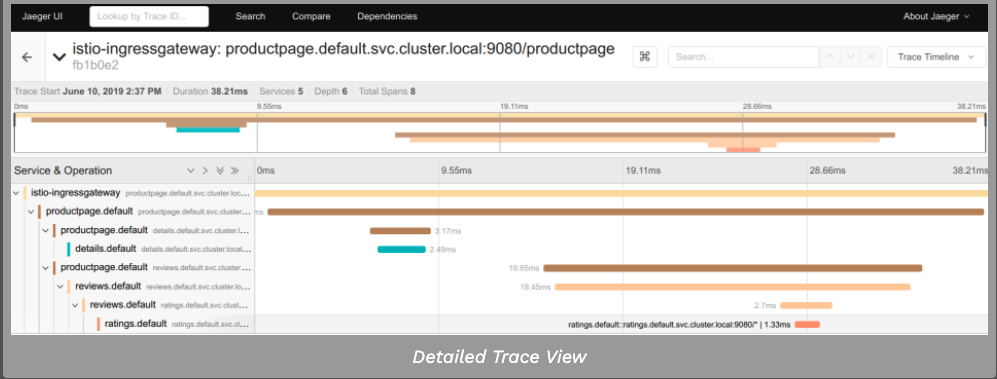 Jaeger UI Lookup by Trace ID... Search Compare Dependencies About Jaeger
istio-ingressgateway: productpage.default.svc.cluster.local:9080/productpage
fb1b0e2
⌘ Search... Trace Timeline
Trace Start June 10, 2019 2:37 PM Duration 38.21ms Services 5 Depth 6 Total Spans 8
0ms 9.55ms 19.11ms 28.66ms 38.21ms
Service & Operation 0ms 9.55ms 19.11ms 28.66ms 38.21ms
istio-ingressgateway productpage.default.svc.cluster.loc...
productpage.default productpage.default.svc.cluster... ms
productpage.default details.default.svc.cluster.l... 3.17ms
details.default details.default.svc.cluster.local... 2.49ms
productpage.default reviews.default.svc.cluster.... 19.65ms
reviews.default reviews.default.svc.cluster.lo... 18.45ms
reviews.default ratings.default.svc.clust... 2.7ms
ratings.default ratings.default.svc.cl... ratings.default::ratings.default.svc.cluster.local:9080/* | 1.33ms
Detailed Trace View